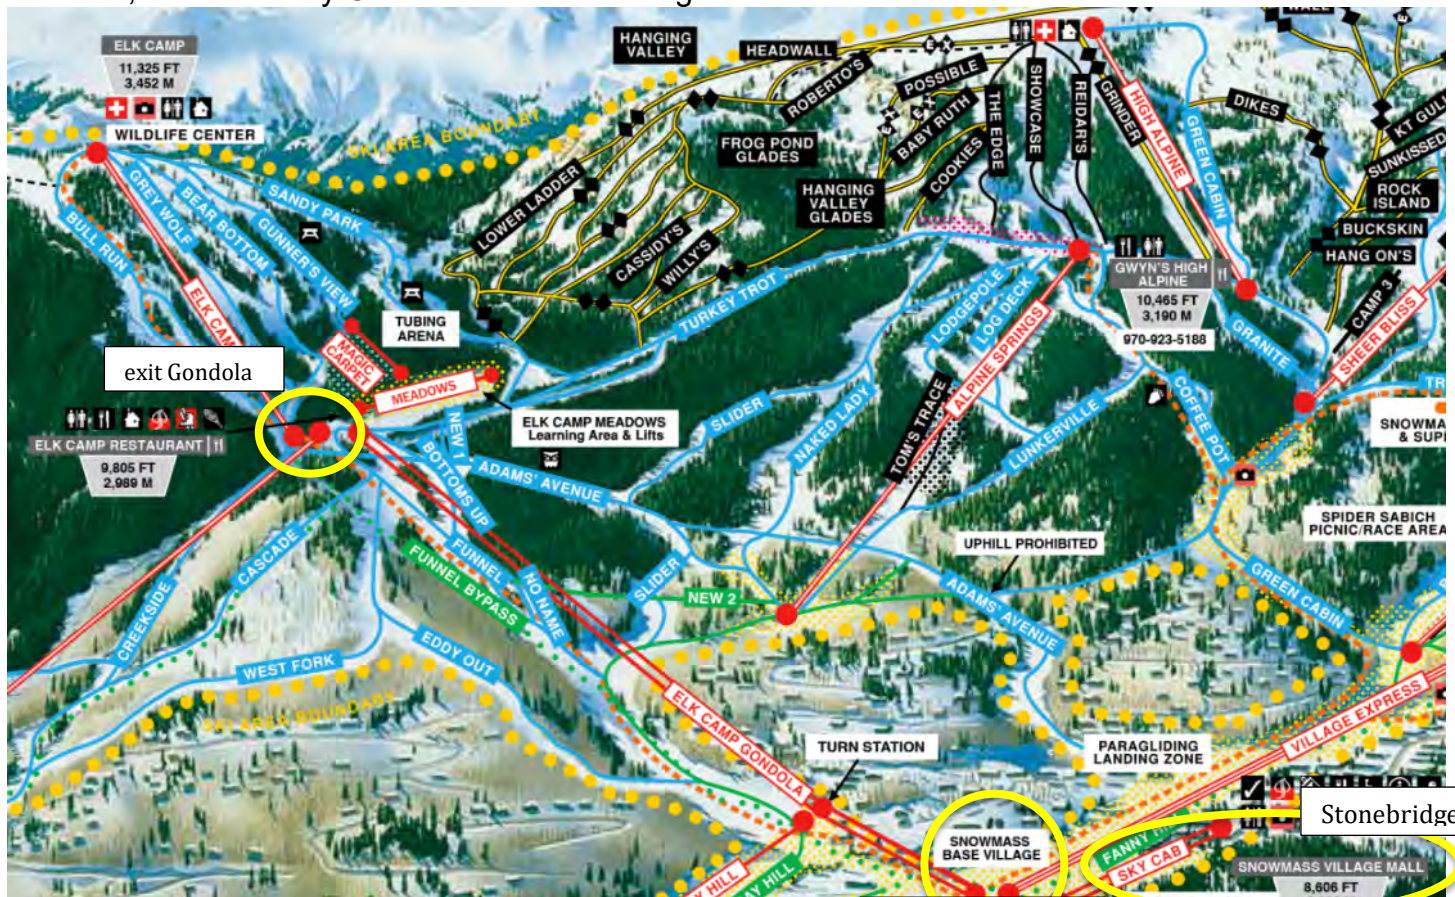 ELK CAMP
11,325 FT
3,452 M
WILDLIFE CENTER
HANGING
VALLEY
HEADWALL
SKI AREA BOUNDARY
ROBERTO'S
POSSIBLE
BABY RUTH
FROG POND
GLADES
HANGING
VALLEY
GLADES
COOKIES
THE EDGE
SHOWCASE
REIDAR'S
GRINDER
HIGH ALPINE
GREEN CABIN
DIKES
SUNKISSED
ROCK
ISLAND
BUCKSKIN
HANG ON'S
CAMP 3
SHEER BLISS
GRANITE
BULL RUN
GREY WOLF
BEAR BOTTOM
GUNNER'S VIEW
SANDY PARK
ELK CAMP
LOWER LADDER
CASSIDY'S
WILLY'S
TURKEY TROT
TUBING
ARENA
MAGIC
CARPET
MEADOWS
ELK CAMP MEADOWS
Learning Area & Lifts
exit Gondola
ELK CAMP RESTAURANT
9,805 FT
2,989 M
GWYN'S HIGH
ALPINE
10,465 FT
3,190 M
970-923-5188
LODGEPOLE
LOG DECK
ALPINE SPRINGS
TOM'S TRACE
NAKED LADY
SLIDER
LUNKERVILLE
COFFEE POT
SNOWMA
& SUP
SPIDER SABICH
PICNIC/RACE AREA
UPHILL PROHIBITED
NEW 1
BOTTOMS UP
ADAMS' AVENUE
FUNNEL
FUNNEL BYPASS
NO NAME
SLIDER
NEW 2
ADAMS' AVENUE
GREEN CABIN
CREEKSIDE
CASCADE
WEST FORK
EDDY OUT
SKI AREA BOUNDARY
ELK CAMP GONDOLA
TURN STATION
PARAGLIDING
LANDING ZONE
VILLAGE EXPRESS
SNOWMASS
BASE VILLAGE
FANNY HI
SKY CAB
Stonebridge
SNOWMASS VILLAGE MALL
8,606 FT
Y HILL
AY HILL